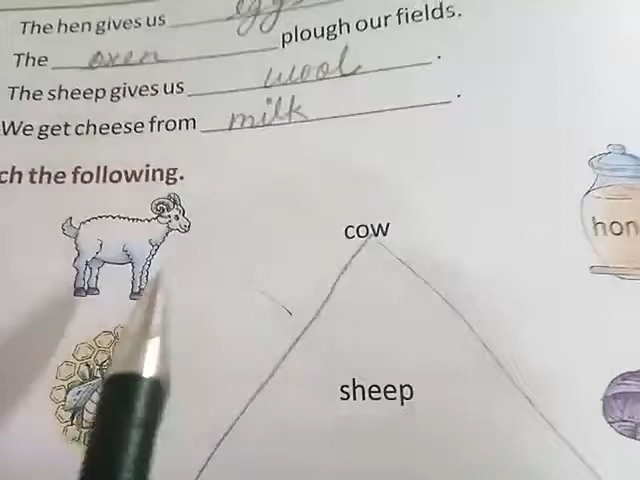 The hen gives us eggs
The oxen plough our fields.
The sheep gives us wool .
We get cheese from milk .
ch the following.
cow
hon
sheep